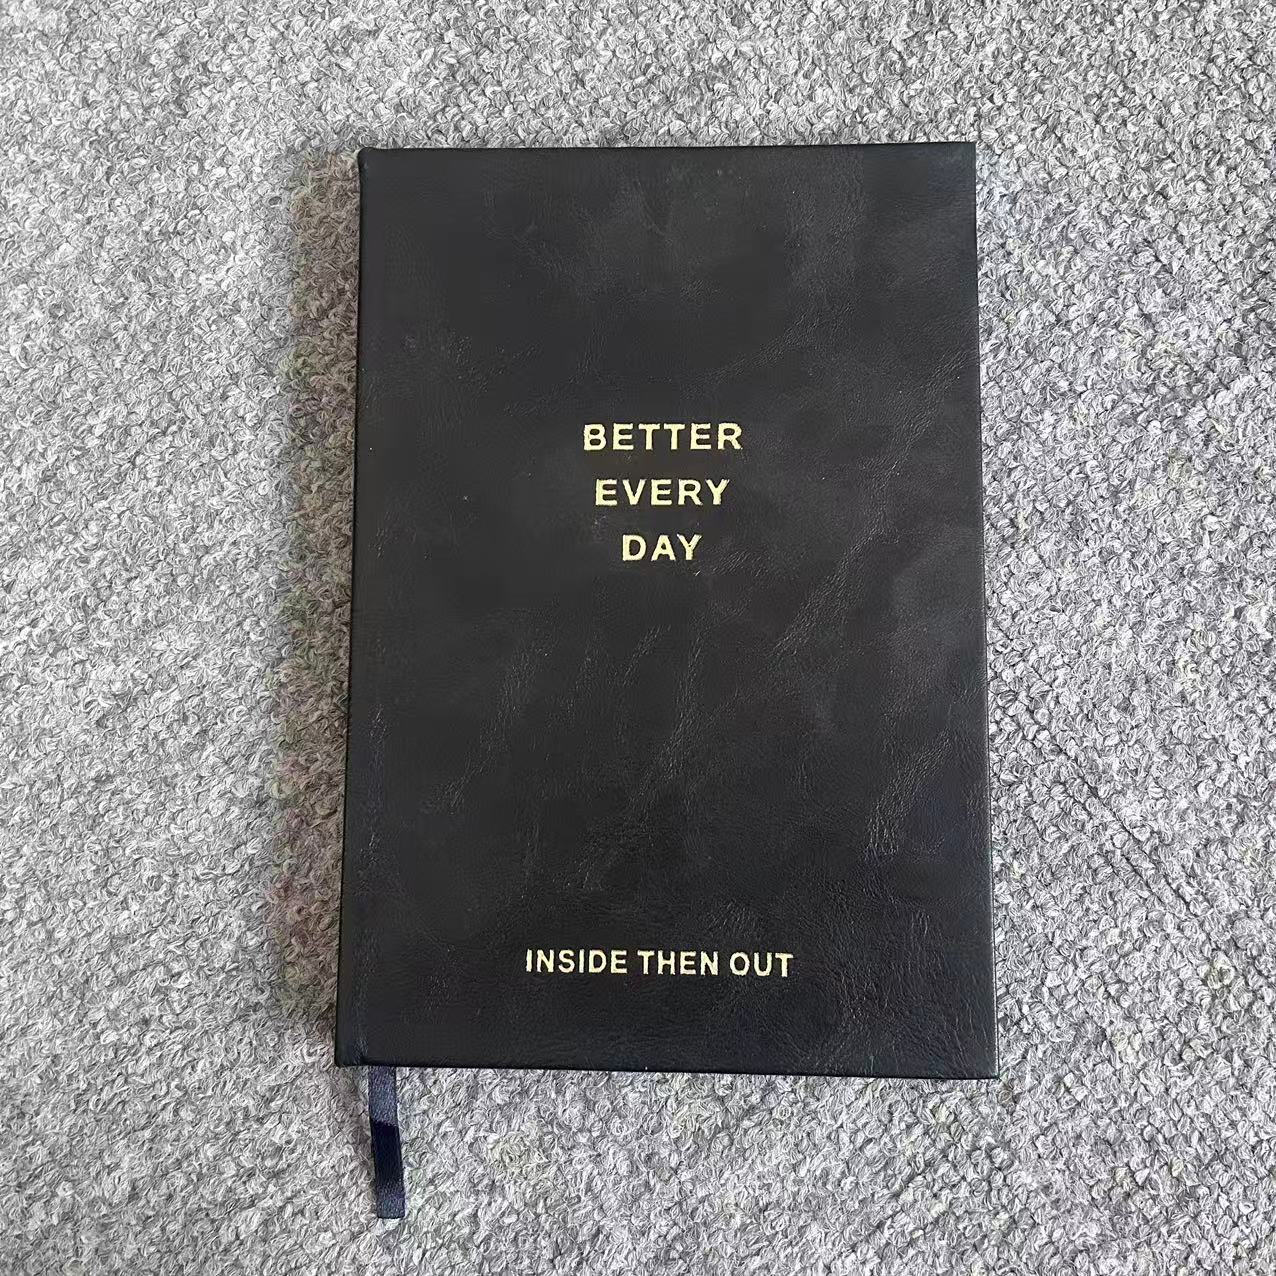 BETTER
EVERY
DAY
INSIDE THEN OUT